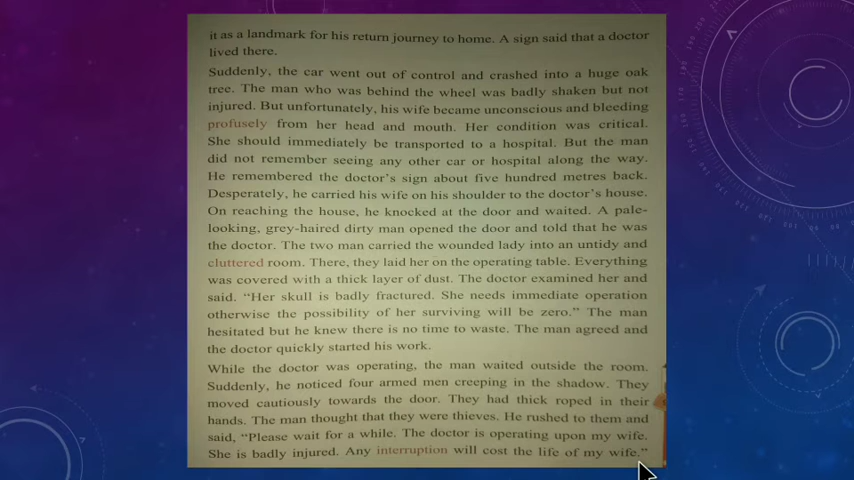 it as a landmark for his return journey to home. A sign said that a doctor
lived there.
Suddenly, the car went out of control and crashed into a huge oak
tree. The man who was behind the wheel was badly shaken but not
injured. But unfortunately, his wife became unconscious and bleeding
profusely from her head and mouth. Her condition was critical.
She should immediately be transported to a hospital. But the man
did not remember seeing any other car or hospital along the way.
He remembered the doctor's sign about five hundred metres back.
Desperately, he carried his wife on his shoulder to the doctor's house.
On reaching the house, he knocked at the door and waited. A pale-
looking, grey-haired dirty man opened the door and told that he was
the doctor. The two man carried the wounded lady into an untidy and
cluttered room. There, they laid her on the operating table. Everything
was covered with a thick layer of dust. The doctor examined her and
said. "Her skull is badly fractured. She needs immediate operation
otherwise the possibility of her surviving will be zero." The man
hesitated but he knew there is no time to waste. The man agreed and
the doctor quickly started his work.
While the doctor was operating, the man waited outside the room.
Suddenly, he noticed four armed men creeping in the shadow. They
moved cautiously towards the door. They had thick roped in their
hands. The man thought that they were thieves. He rushed to them and
said, "Please wait for a while. The doctor is operating upon my wife.
She is badly injured. Any interruption will cost the life of my wife."